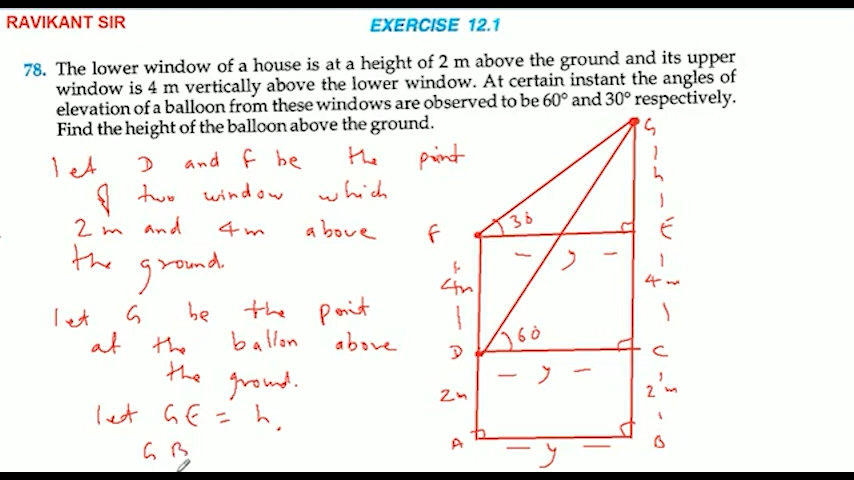 RAVIKANT SIR
EXERCISE 12.1
78. The lower window of a house is at a height of 2 m above the ground and its upper
window is 4 m vertically above the lower window. At certain instant the angles of
elevation of a balloon from these windows are observed to be 60° and 30° respectively.
Find the height of the balloon above the ground.
let D and F be the point
of two window which
2m and 4m above
the ground.
let G be the point
at the ballon above
the ground.
let GE = h.
GB
G
h
30
F
E
y
4m
4m
60
D
C
y
2m
2m
A
B
y